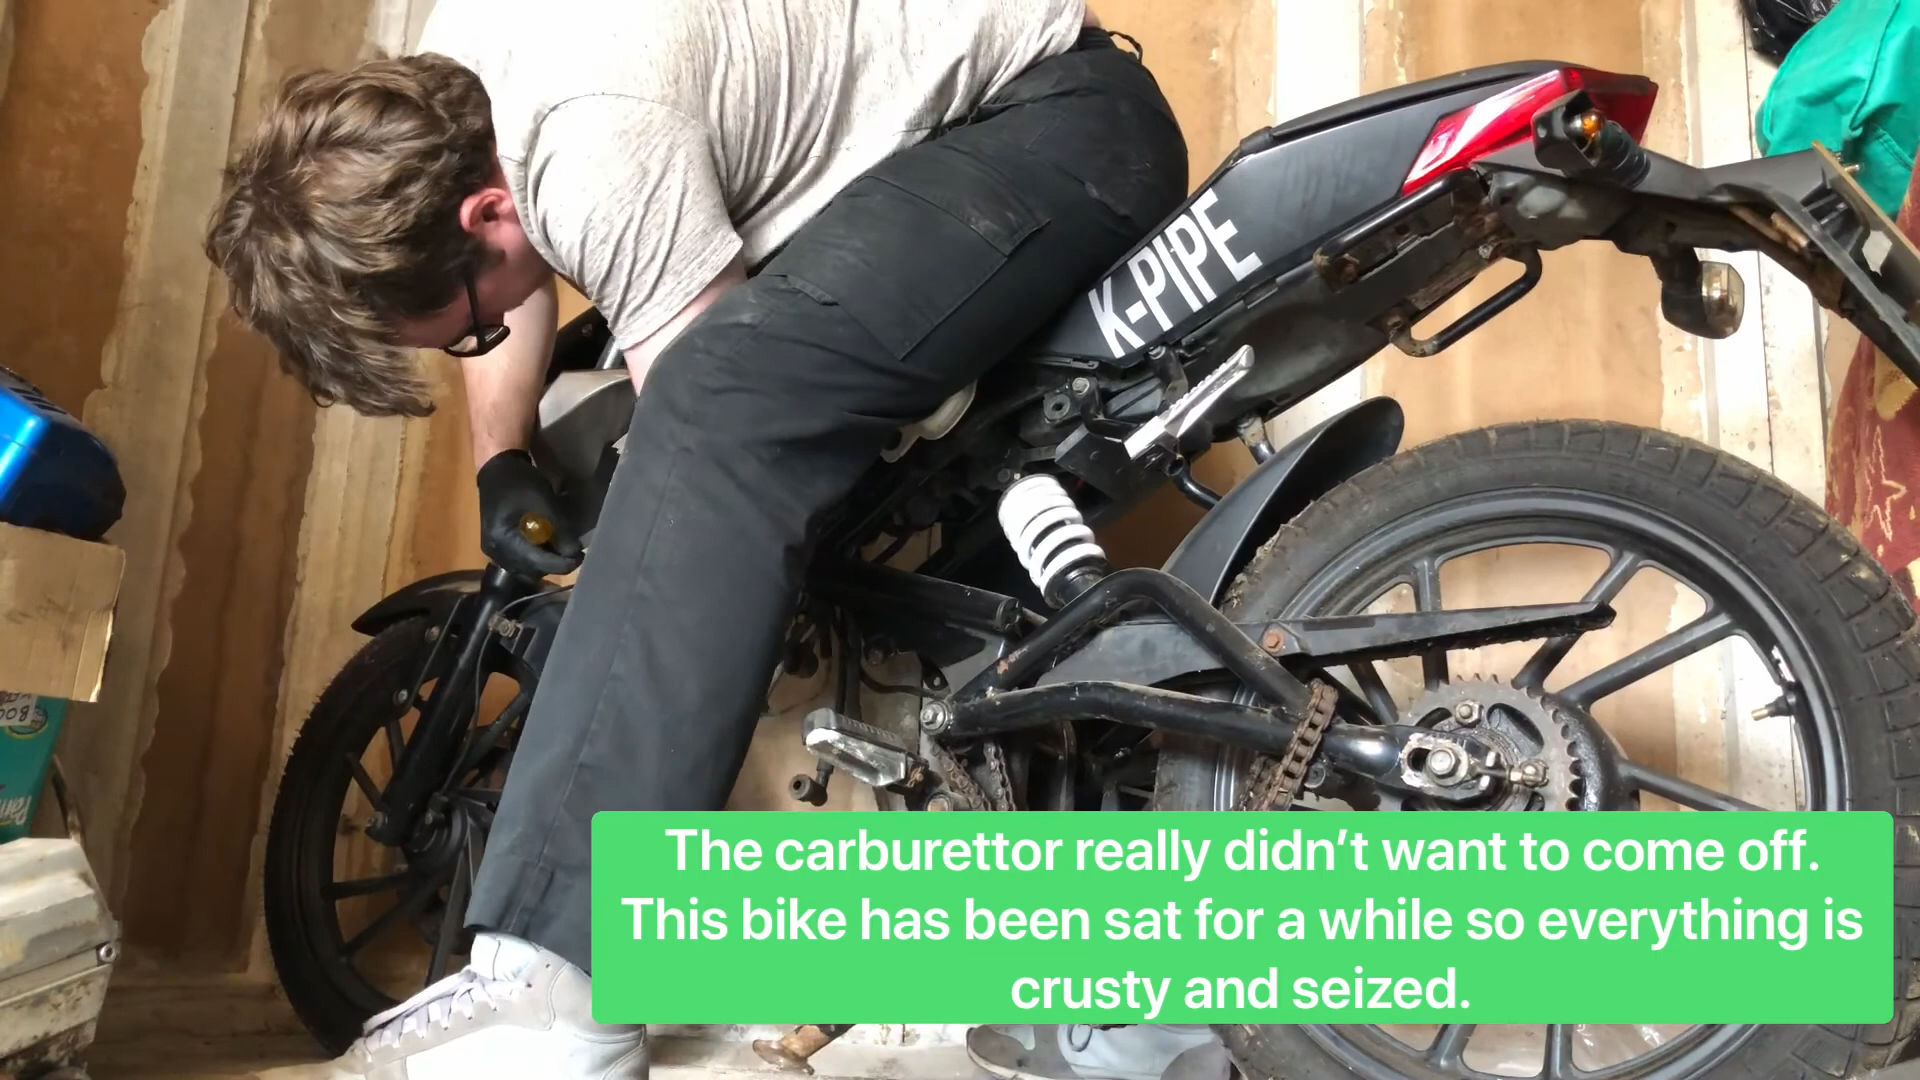 K-PIPE
The carburettor really didn’t want to come off.
This bike has been sat for a while so everything is
crusty and seized.